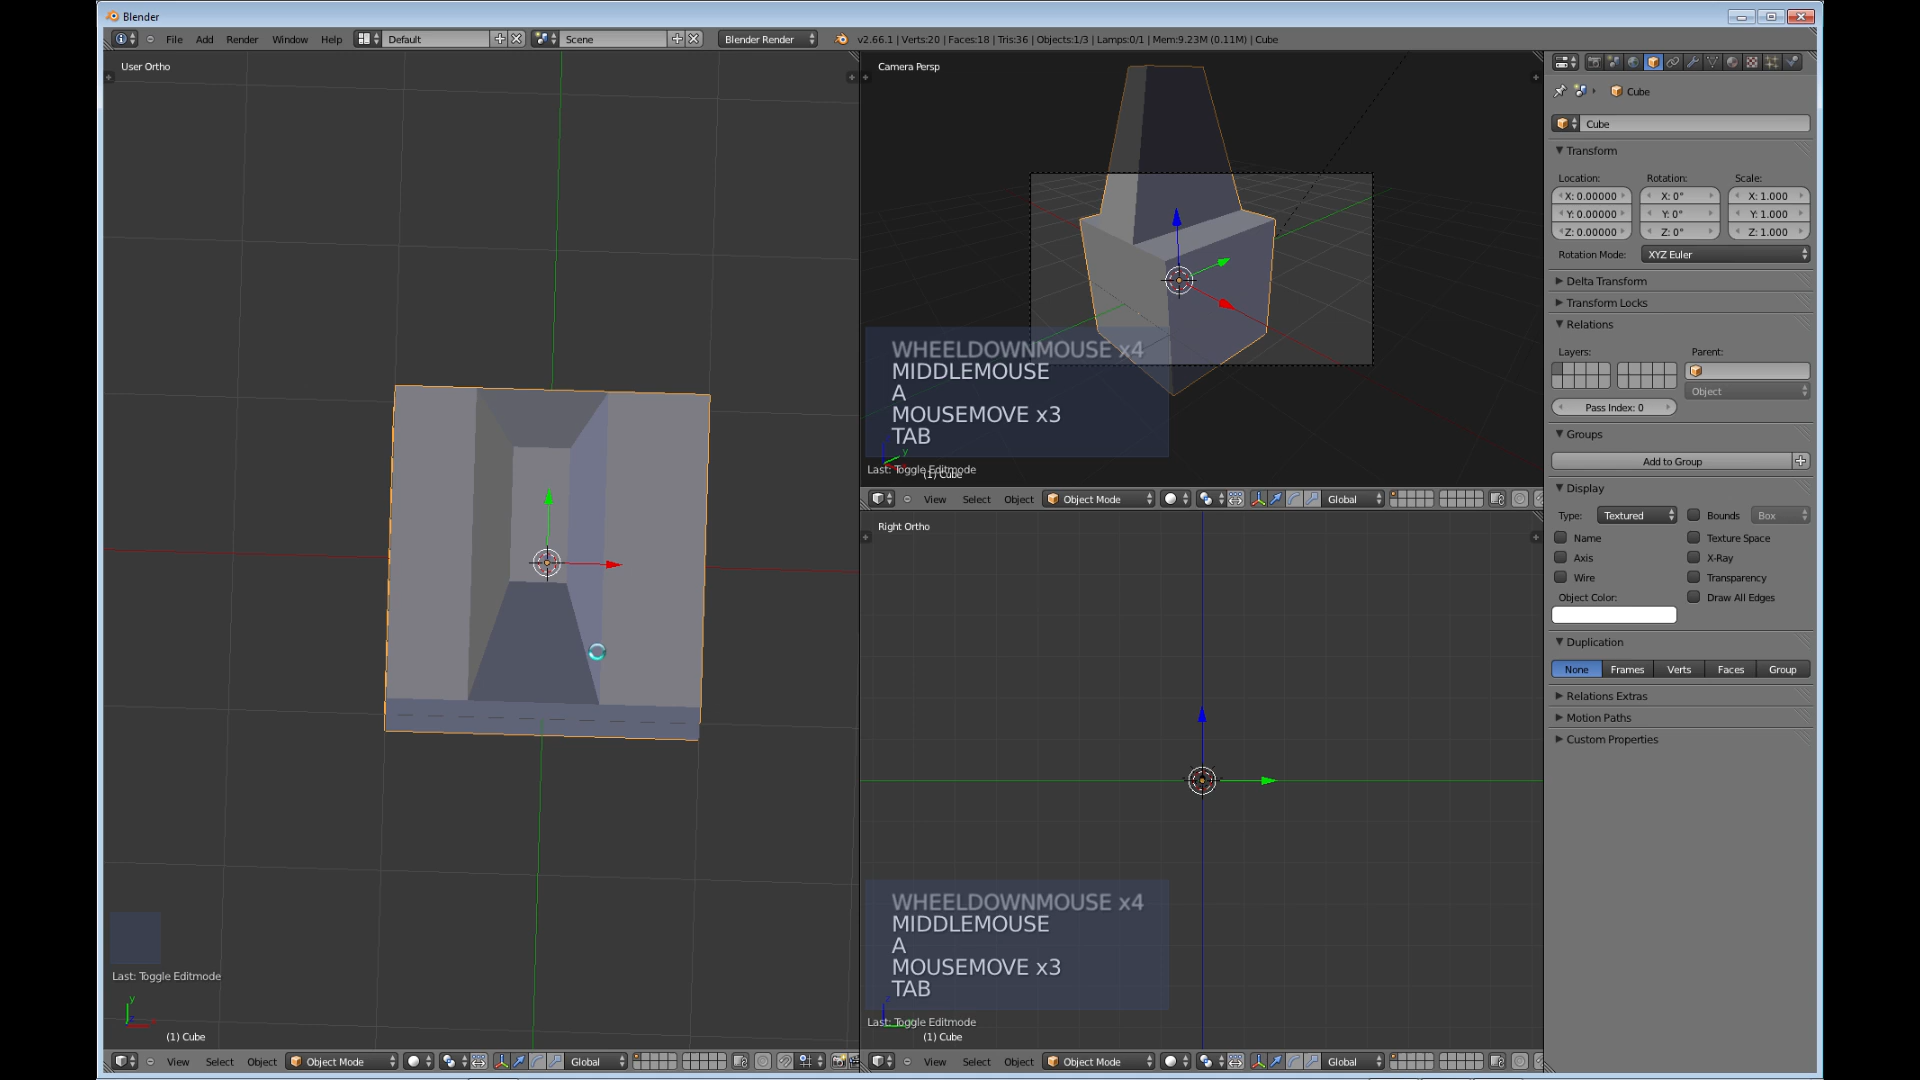 Blender
File Add Render Window Help Default Scene Blender Render v2.66.1 | Verts:20 | Faces:18 | Tris:36 | Objects:1/3 | Lamps:0/1 | Mem:9.23M (0.11M) | Cube
User Ortho
Last: Toggle Editmode
y
(1) Cube
View Select Object Object Mode Global
Camera Persp
WHEELDOWNMOUSE x4
MIDDLEMOUSE
A
MOUSEMOVE x3
TAB
y
Last: Toggle Editmode
(1) Cube
View Select Object Object Mode Global
Right Ortho
WHEELDOWNMOUSE x4
MIDDLEMOUSE
A
MOUSEMOVE x3
TAB
Last: Toggle Editmode
(1) Cube
View Select Object Object Mode Global
Cube
Cube
Transform
Location: Rotation: Scale:
X: 0.00000 X: 0° X: 1.000
Y: 0.00000 Y: 0° Y: 1.000
Z: 0.00000 Z: 0° Z: 1.000
Rotation Mode: XYZ Euler
Delta Transform
Transform Locks
Relations
Layers: Parent:
Object
Pass Index: 0
Groups
Add to Group
Display
Type: Textured Bounds Box
Name Texture Space
Axis X-Ray
Wire Transparency
Object Color: Draw All Edges
Duplication
None Frames Verts Faces Group
Relations Extras
Motion Paths
Custom Properties